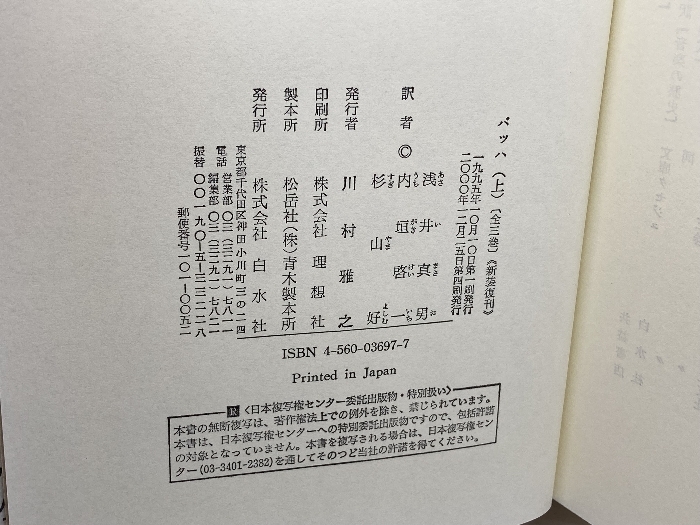 バッハ（上）〔全三巻〕《新装復刊》
一九九五年一〇月一〇日第一刷発行
二〇〇〇年一二月一五日第四刷発行
訳者 © 浅井真男
内垣啓一
杉山好
発行者 川村雅之
印刷所 株式会社 理想社
製本所 松岳社（株）青木製本所
発行所 株式会社 白水社
東京都千代田区神田小川町三の二四
電話 営業部〇三（三二九一）七八一一
編集部〇三（三二九一）七八二一
振替 〇〇一九〇-五-三三二二八
郵便番号一〇一-〇〇五二
ISBN 4-560-03697-7
Printed in Japan
Ⓡ〈日本複写権センター委託出版物・特別扱い〉
本書の無断複写は、著作権法上での例外を除き、禁じられています。
本書は、日本複写権センターへの特別委託出版物ですので、包括許諾
の対象となっていません。本書を複写される場合は、日本複写権セン
ター(03-3401-2382)を通してそのつど当社の許諾を得てください。